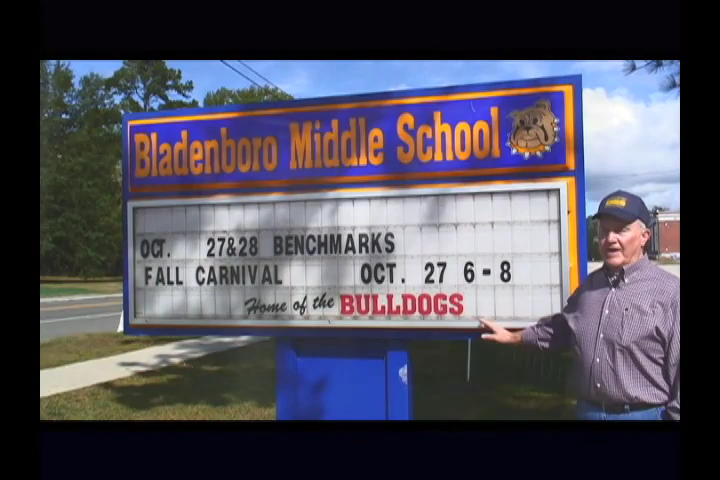 Bladenboro Middle School
OCT. 27&28 BENCHMARKS
FALL CARNIVAL OCT. 27 6-8
Home of the BULLDOGS